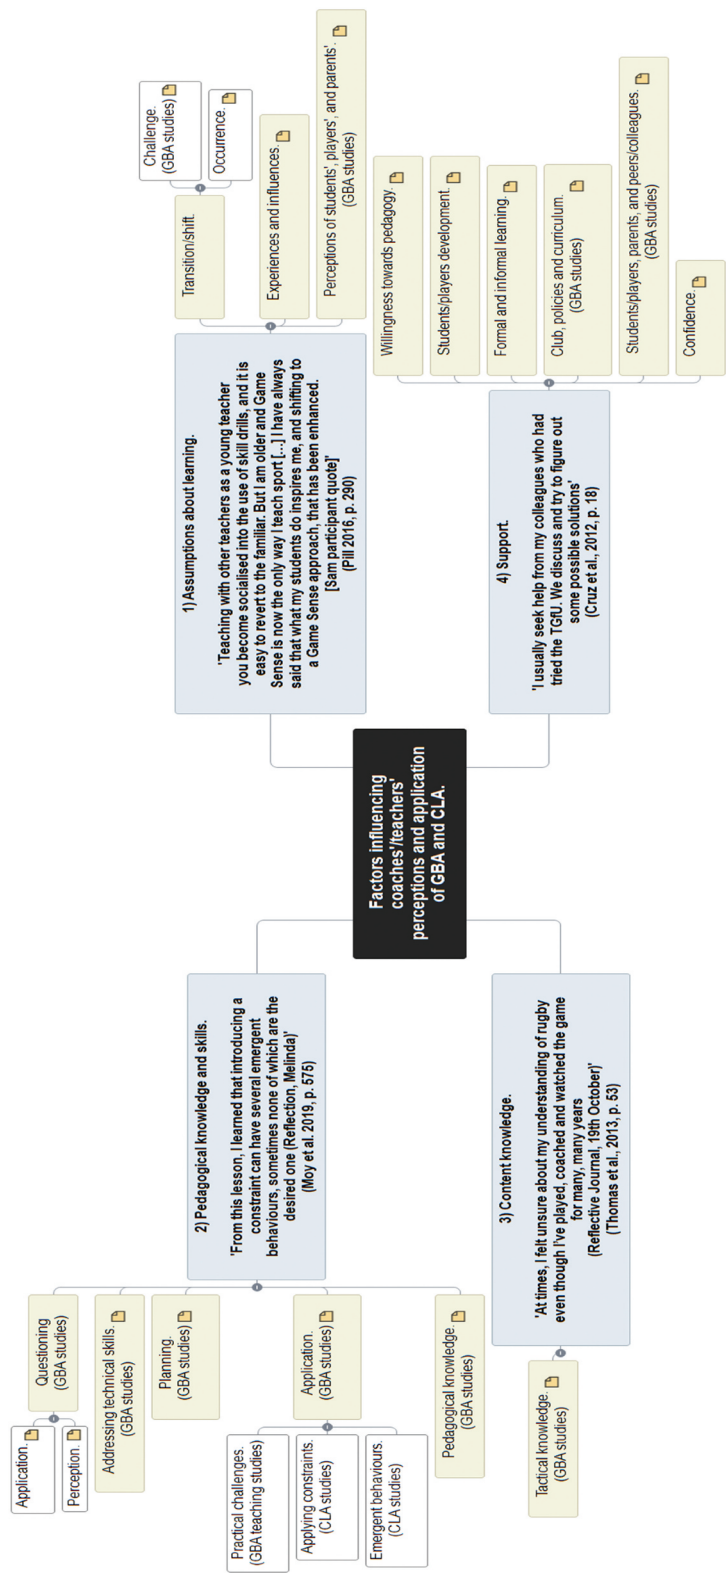 Factors influencing
coaches'/teachers'
perceptions and application
of GBA and CLA.
1) Assumptions about learning.
'Teaching with other teachers as a young teacher
you become socialised into the use of skill drills, and it is
easy to revert to the familiar. But I am older and Game
Sense is now the only way I teach sport [...] I have always
said that what my students do inspires me, and shifting to
a Game Sense approach, that has been enhanced.
[Sam participant quote]'
(Pill 2016, p. 290)
Transition/shift.
Challenge.
(GBA studies)
Occurrence.
Experiences and influences.
Perceptions of students', players', and parents'.
(GBA studies)
2) Pedagogical knowledge and skills.
'From this lesson, I learned that introducing a
constraint can have several emergent
behaviours, sometimes none of which are the
desired one (Reflection, Melinda)'
(Moy et al. 2019, p. 575)
Questioning
(GBA studies)
Application.
Perception.
Addressing technical skills.
(GBA studies)
Planning.
(GBA studies)
Application.
(GBA studies)
Practical challenges.
(GBA teaching studies)
Applying constraints.
(CLA studies)
Emergent behaviours.
(CLA studies)
Pedagogical knowledge.
(GBA studies)
3) Content knowledge.
'At times, I felt unsure about my understanding of rugby
even though I've played, coached and watched the game
for many, many years
(Reflective Journal, 19th October)'
(Thomas et al., 2013, p. 53)
Tactical knowledge.
(GBA studies)
4) Support.
'I usually seek help from my colleagues who had
tried the TGfU. We discuss and try to figure out
some possible solutions'
(Cruz et al., 2012, p. 18)
Willingness towards pedagogy.
Students/players development.
Formal and informal learning.
Club, policies and curriculum.
(GBA studies)
Students/players, parents, and peers/colleagues.
(GBA studies)
Confidence.